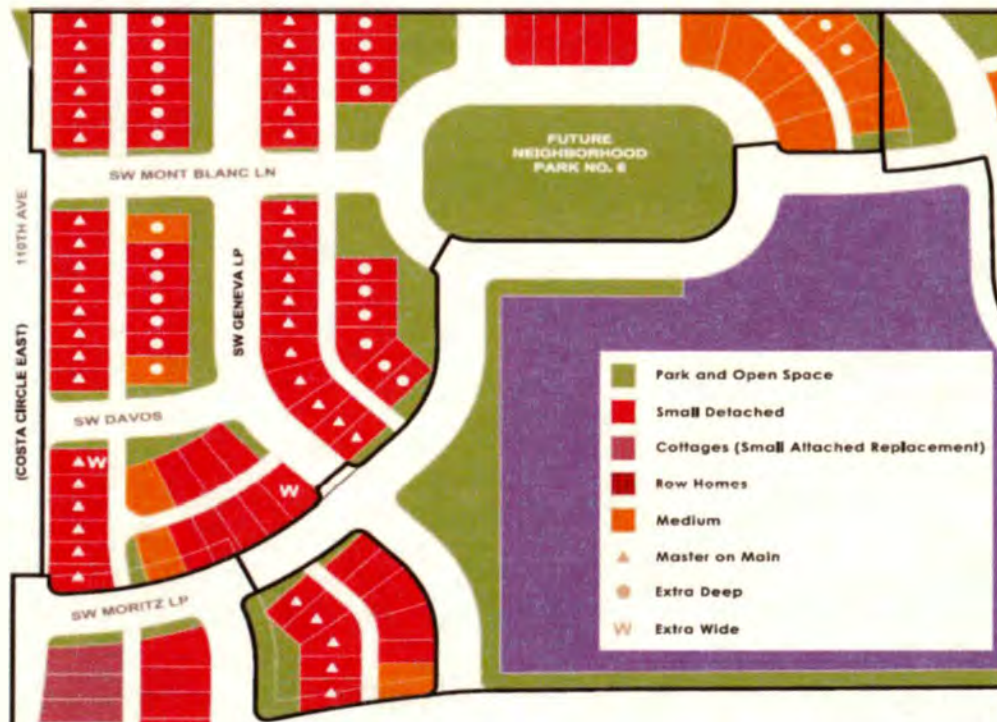 FUTURE
NEIGHBORHOOD
PARK NO. 6
SW MONT BLANC LN
110TH AVE
(COSTA CIRCLE EAST)
SW GENEVA LP
SW DAVOS
W
W
SW MORITZ LP
Park and Open Space
Small Detached
Cottages (Small Attached Replacement)
Row Homes
Medium
Master on Main
Extra Deep
W Extra Wide